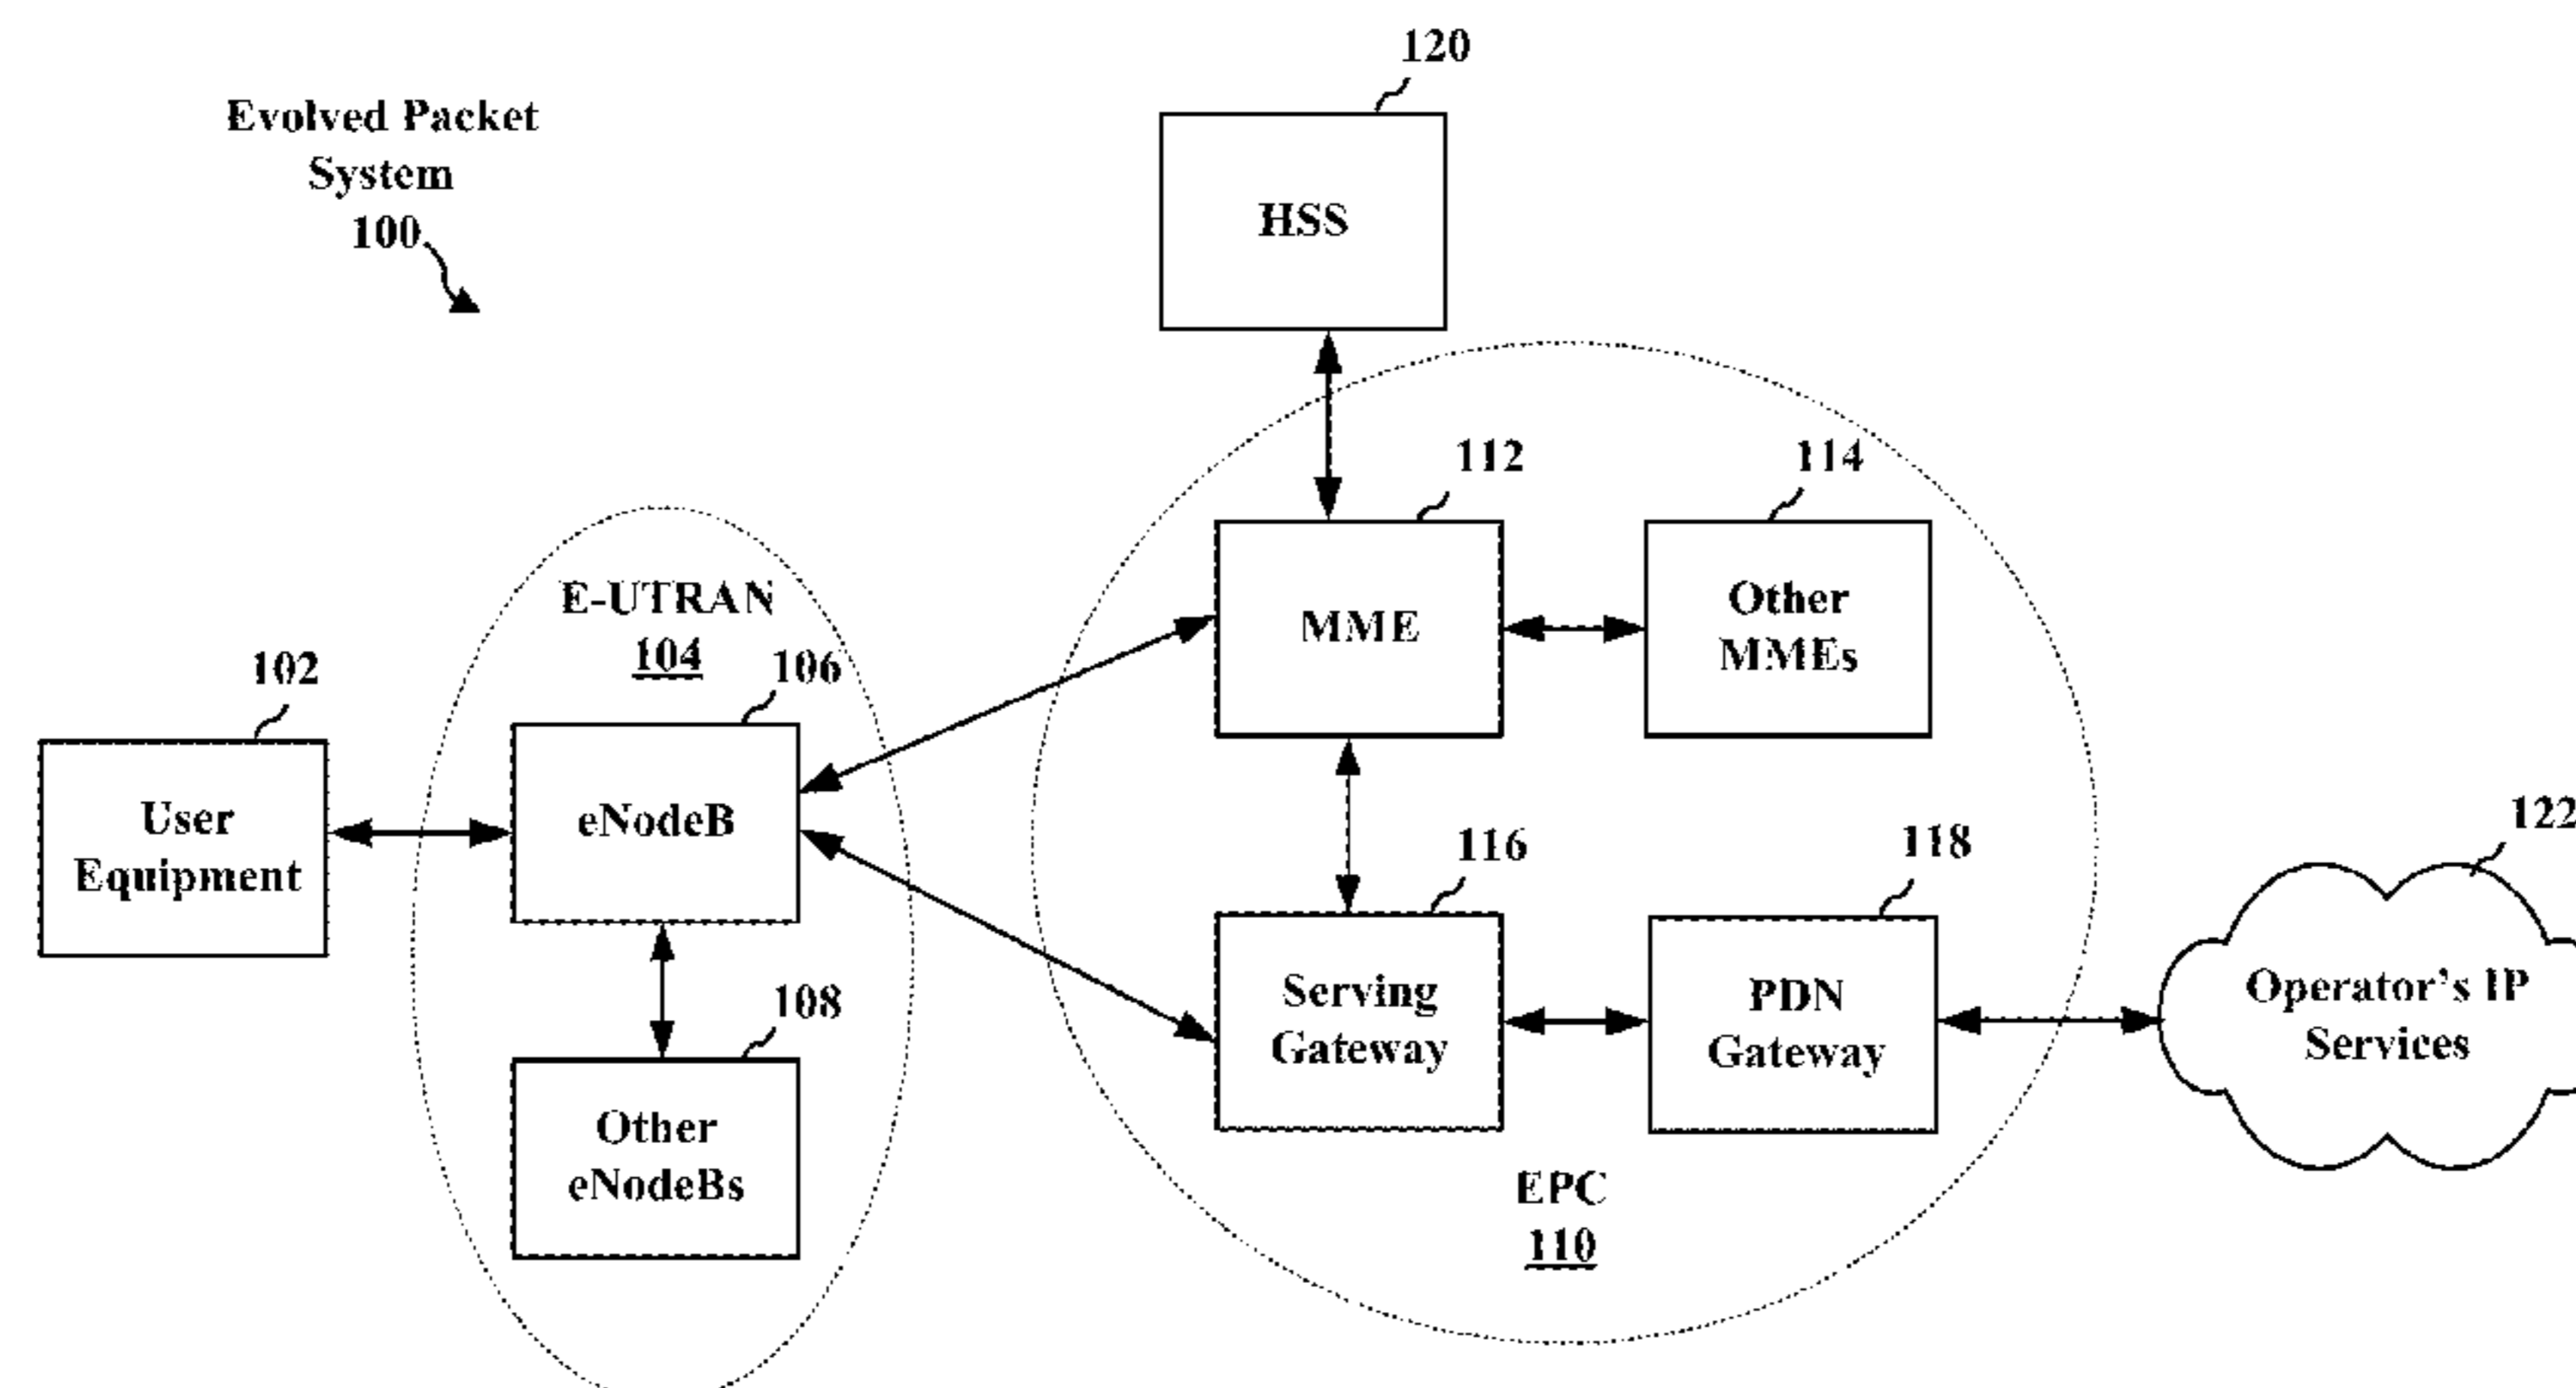 Evolved Packet
System
100
120
HSS
112
114
MME
Other
MMEs
E-UTRAN
104
102
106
User
Equipment
eNodeB
108
Other
eNodeBs
116
118
Serving
Gateway
PDN
Gateway
122
Operator's IP
Services
EPC
110